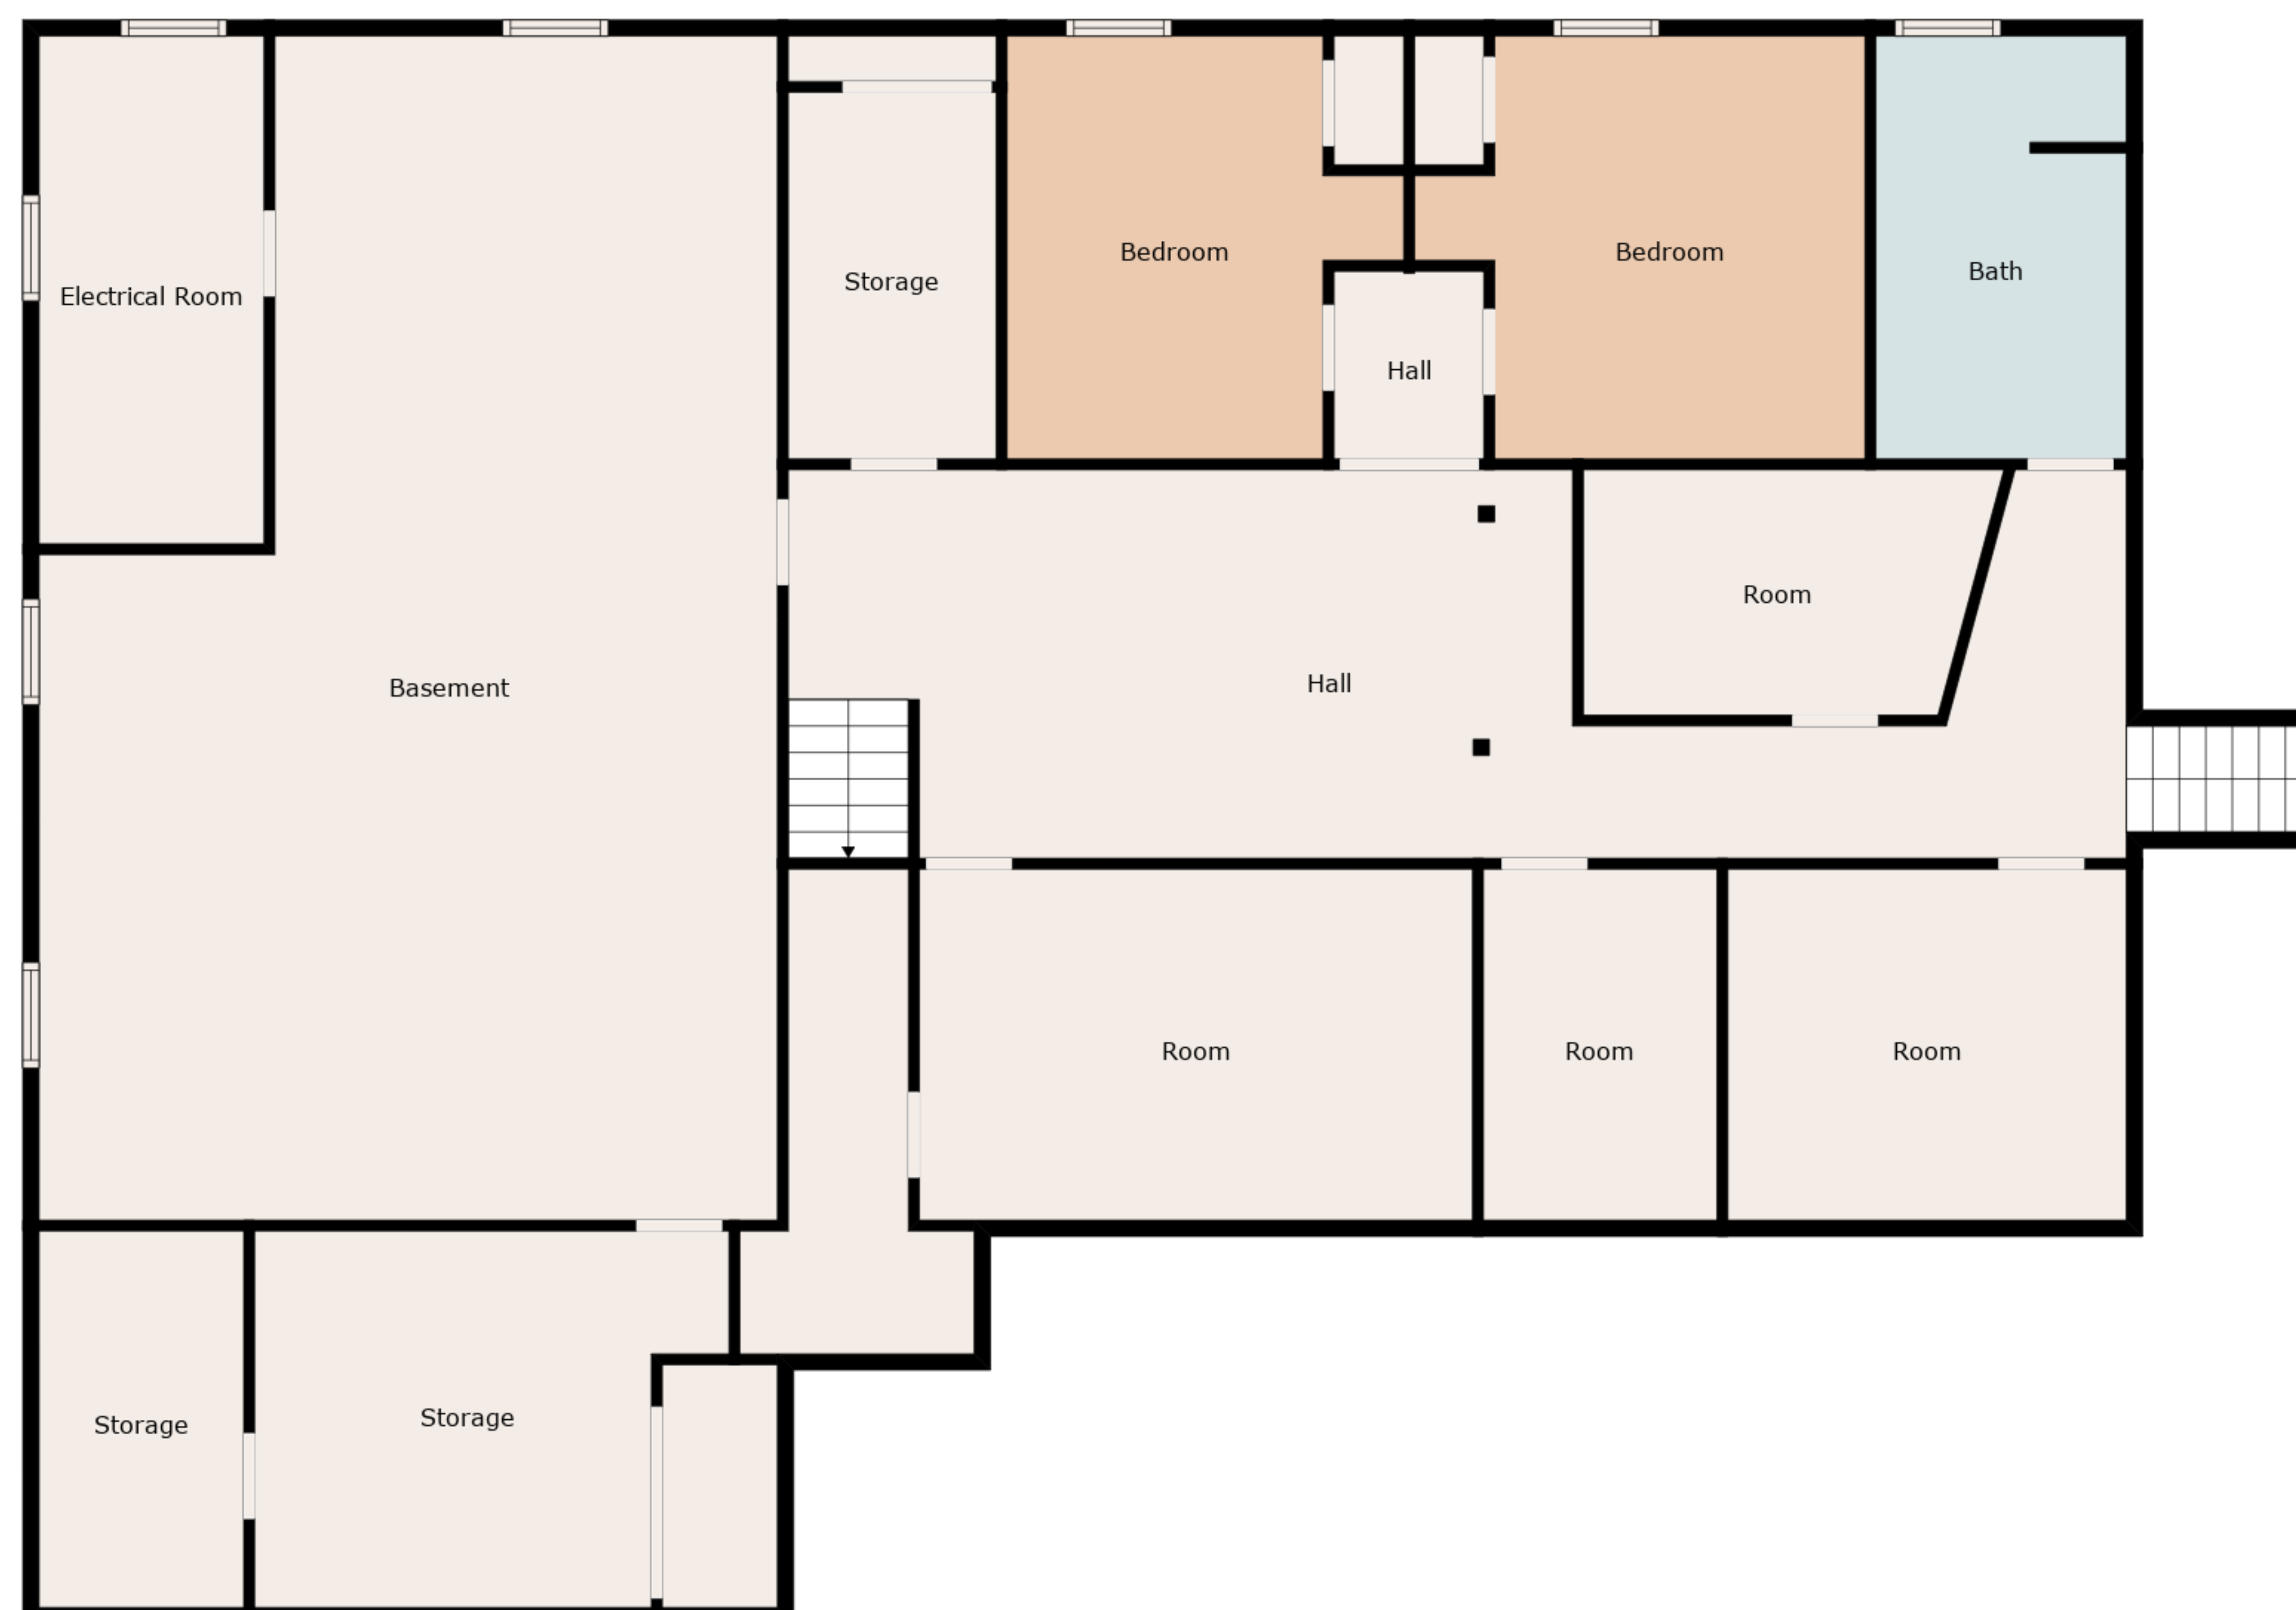 Bedroom
Bedroom
Bath
Storage
Electrical Room
Hall
Room
Hall
Basement
Room
Room
Room
Storage
Storage